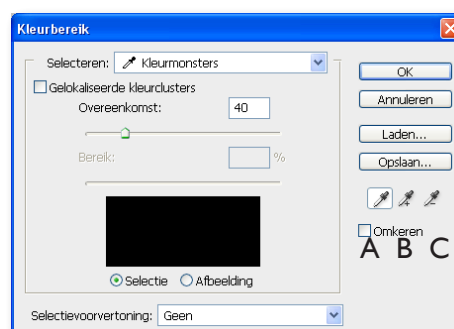 Kleurbereik
Selecteren: Kleurmonsters
Gelokaliseerde kleurclusters
Overeenkomst: 40
Bereik: %
Selectie Afbeelding
Selectievoorvertoning: Geen
OK
Annuleren
Laden...
Opslaan...
Omkeren
A B C